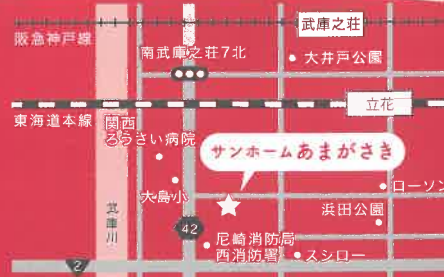 武庫之荘
阪急神戸線
南武庫之荘7北
大井戸公園
立花
東海道本線
関西
ろうさい病院
サンホームあまがさき
大島小
ローソン
浜田公園
武庫川
42
尼崎消防局
西消防署
スシロー
2